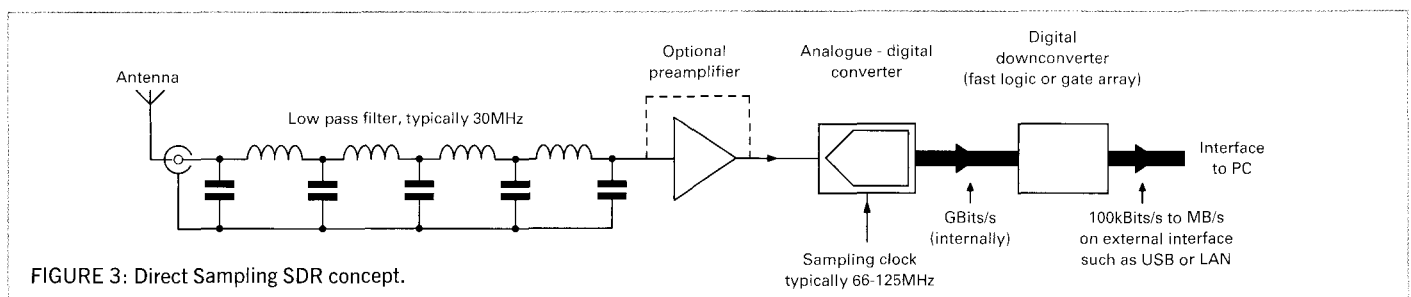 Antenna
Low pass filter, typically 30MHz
Optional
preamplifier
Analogue - digital
converter
Digital
downconverter
(fast logic or gate array)
Interface
to PC
GBits/s
(internally)
100kBits/s to MB/s
on external interface
such as USB or LAN
Sampling clock
typically 66-125MHz
FIGURE 3: Direct Sampling SDR concept.